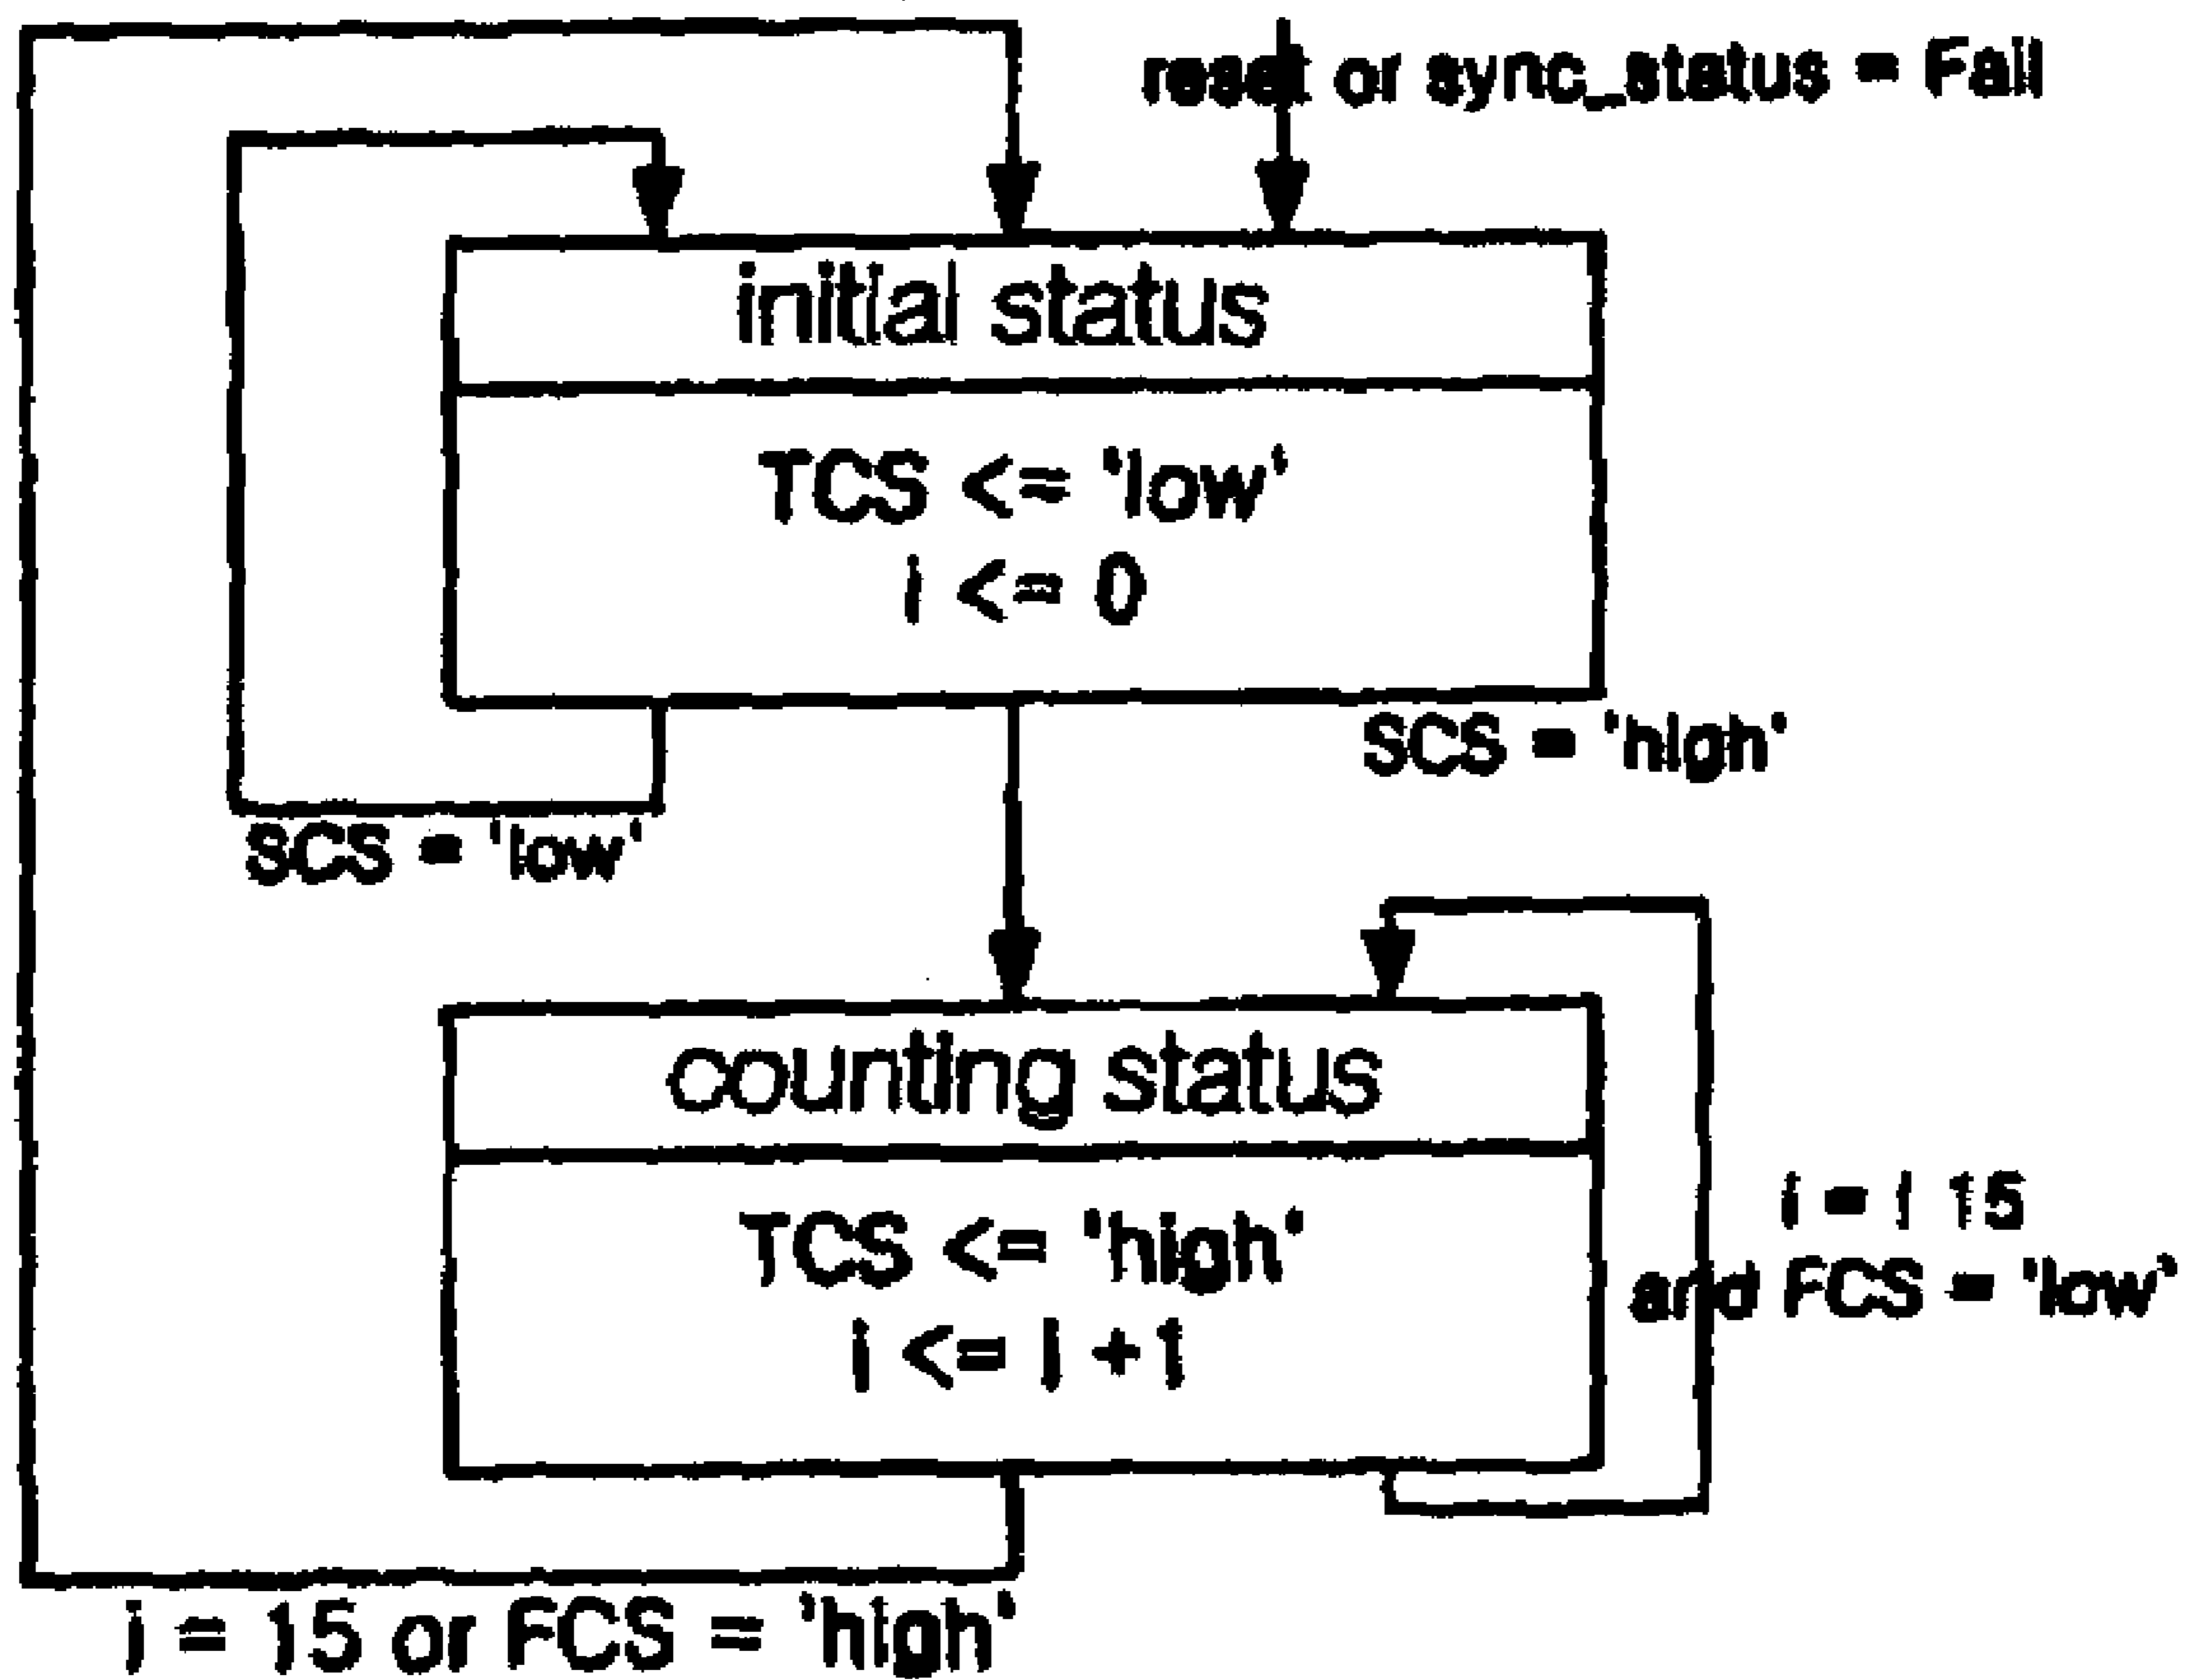 reset or sync_status = Fail
initial status
TCS <= 'low'
i <= 0
SCS = 'high'
SCS = 'low'
counting status
TCS <= 'high'
i <= i +1
i = ! 15
and FCS = 'low'
i = 15 or FCS = 'high'